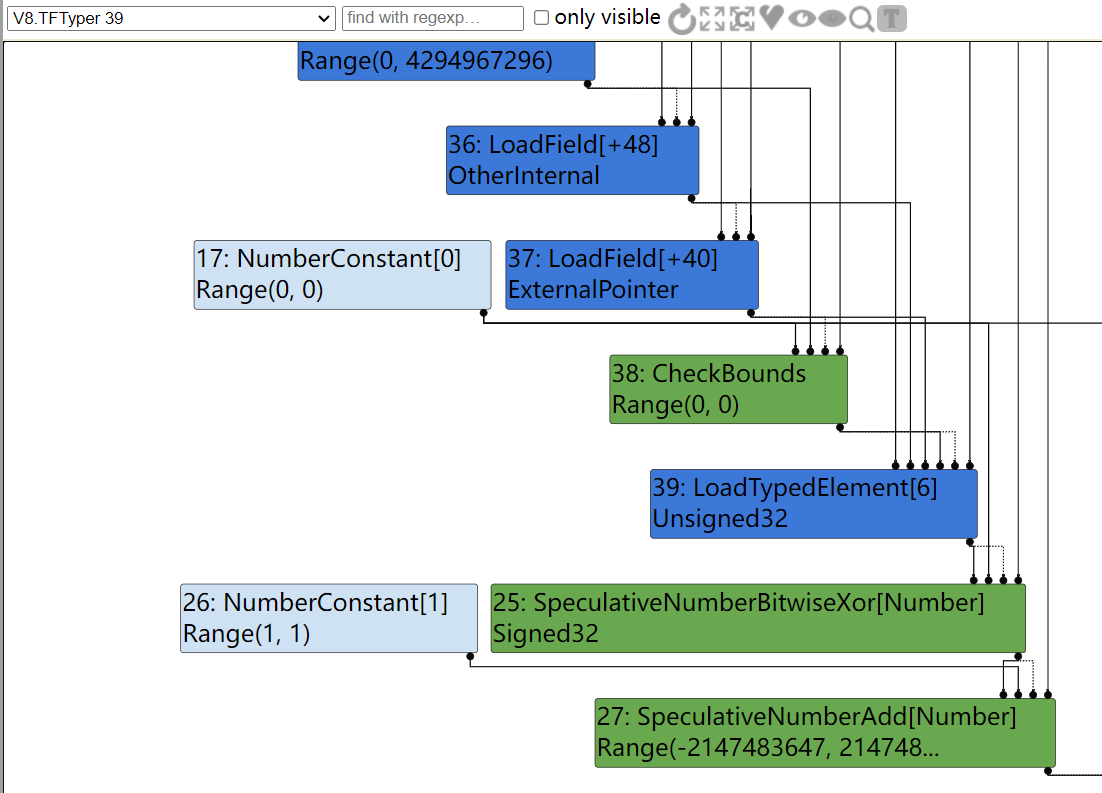 V8.TFTyper 39
find with regexp…
only visible
T
Range(0, 4294967296)
36: LoadField[+48]
OtherInternal
17: NumberConstant[0]
Range(0, 0)
37: LoadField[+40]
ExternalPointer
38: CheckBounds
Range(0, 0)
39: LoadTypedElement[6]
Unsigned32
26: NumberConstant[1]
Range(1, 1)
25: SpeculativeNumberBitwiseXor[Number]
Signed32
27: SpeculativeNumberAdd[Number]
Range(-2147483647, 214748...